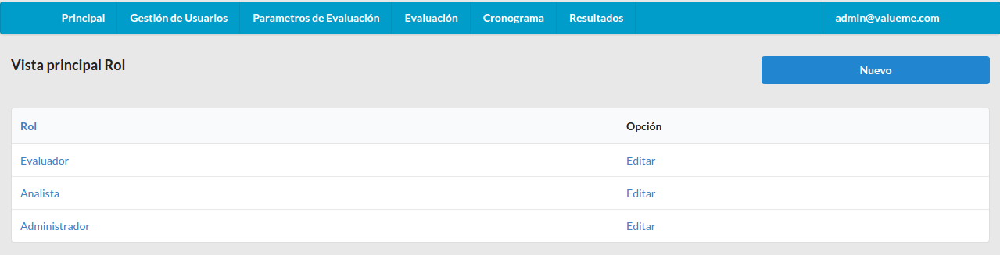 Principal Gestión de Usuarios Parametros de Evaluación Evaluación Cronograma Resultados admin@valueme.com
Vista principal Rol Nuevo
Rol Opción
Evaluador Editar
Analista Editar
Administrador Editar